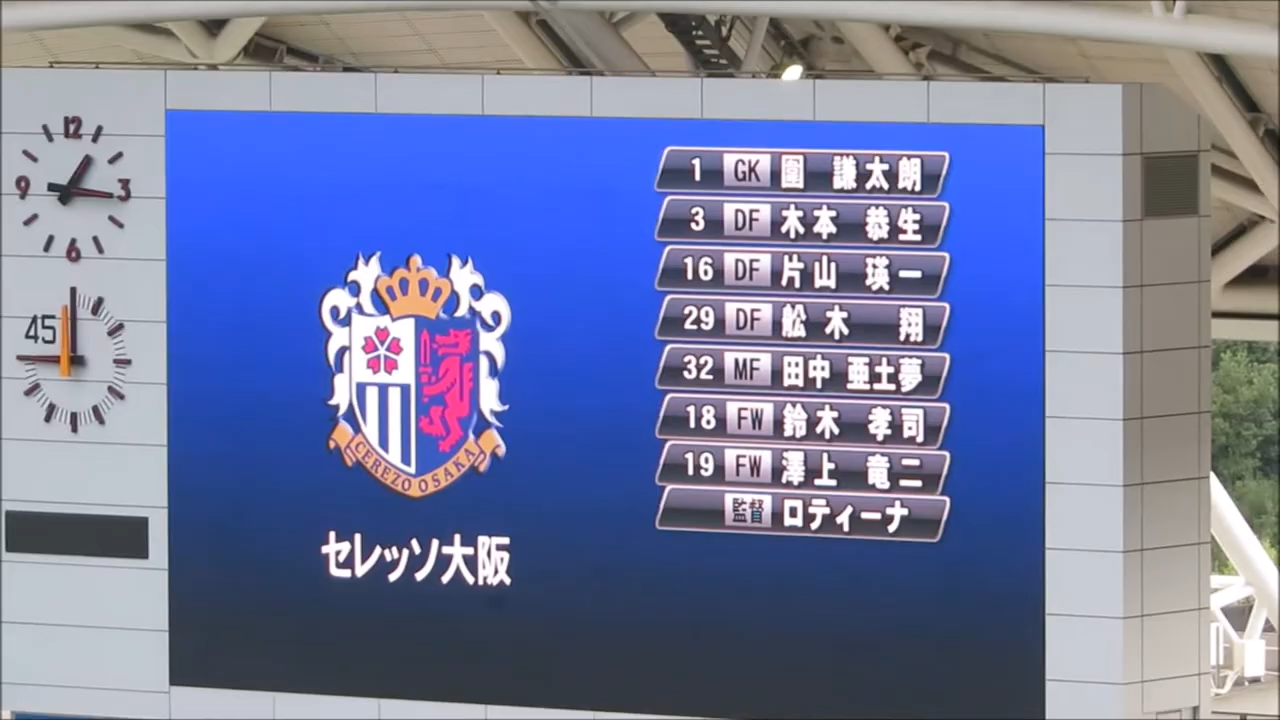 12
9 3
6
45
1 GK 圍 謙太朗
3 DF 木本 恭生
16 DF 片山 瑛一
29 DF 舩木 翔
32 MF 田中 亜土夢
18 FW 鈴木 孝司
19 FW 澤上 竜二
監督 ロティーナ
CEREZO OSAKA
セレッソ大阪